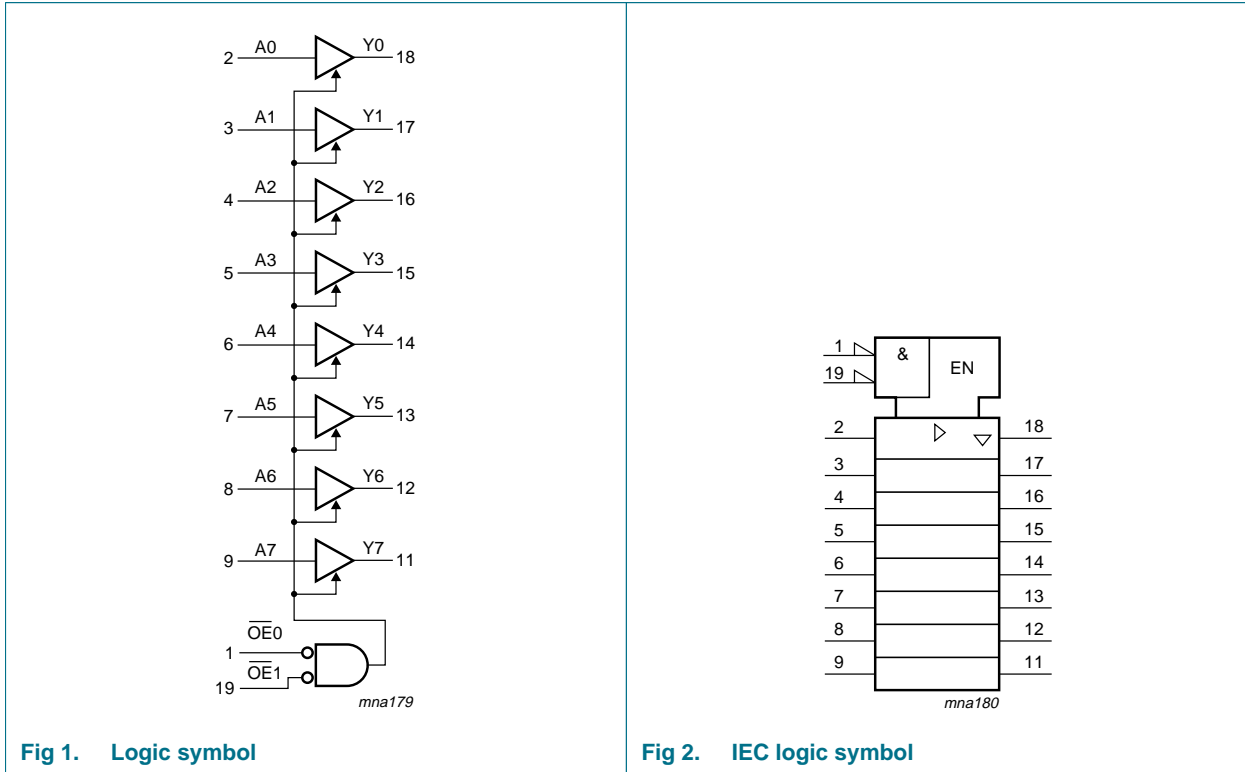 A0 Y0
2 18
A1 Y1
3 17
A2 Y2
4 16
A3 Y3
5 15
A4 Y4
6 14
A5 Y5
7 13
A6 Y6
8 12
A7 Y7
9 11
O̅E̅0
1
O̅E̅1
19
mna179
Fig 1. Logic symbol
1
&
EN
19
2 18
3 17
4 16
5 15
6 14
7 13
8 12
9 11
mna180
Fig 2. IEC logic symbol